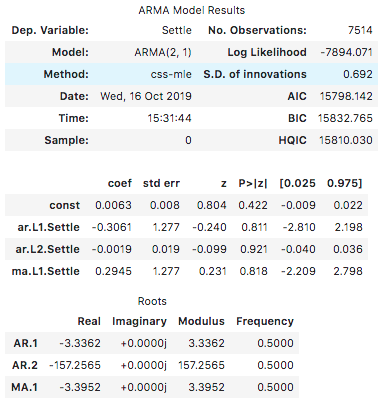 ARMA Model Results
Dep. Variable: Settle No. Observations: 7514
Model: ARMA(2, 1) Log Likelihood -7894.071
Method: css-mle S.D. of innovations 0.692
Date: Wed, 16 Oct 2019 AIC 15798.142
Time: 15:31:44 BIC 15832.765
Sample: 0 HQIC 15810.030
coef std err z P>|z| [0.025 0.975]
const 0.0063 0.008 0.804 0.422 -0.009 0.022
ar.L1.Settle -0.3061 1.277 -0.240 0.811 -2.810 2.198
ar.L2.Settle -0.0019 0.019 -0.099 0.921 -0.040 0.036
ma.L1.Settle 0.2945 1.277 0.231 0.818 -2.209 2.798
Roots
Real Imaginary Modulus Frequency
AR.1 -3.3362 +0.0000j 3.3362 0.5000
AR.2 -157.2565 +0.0000j 157.2565 0.5000
MA.1 -3.3952 +0.0000j 3.3952 0.5000